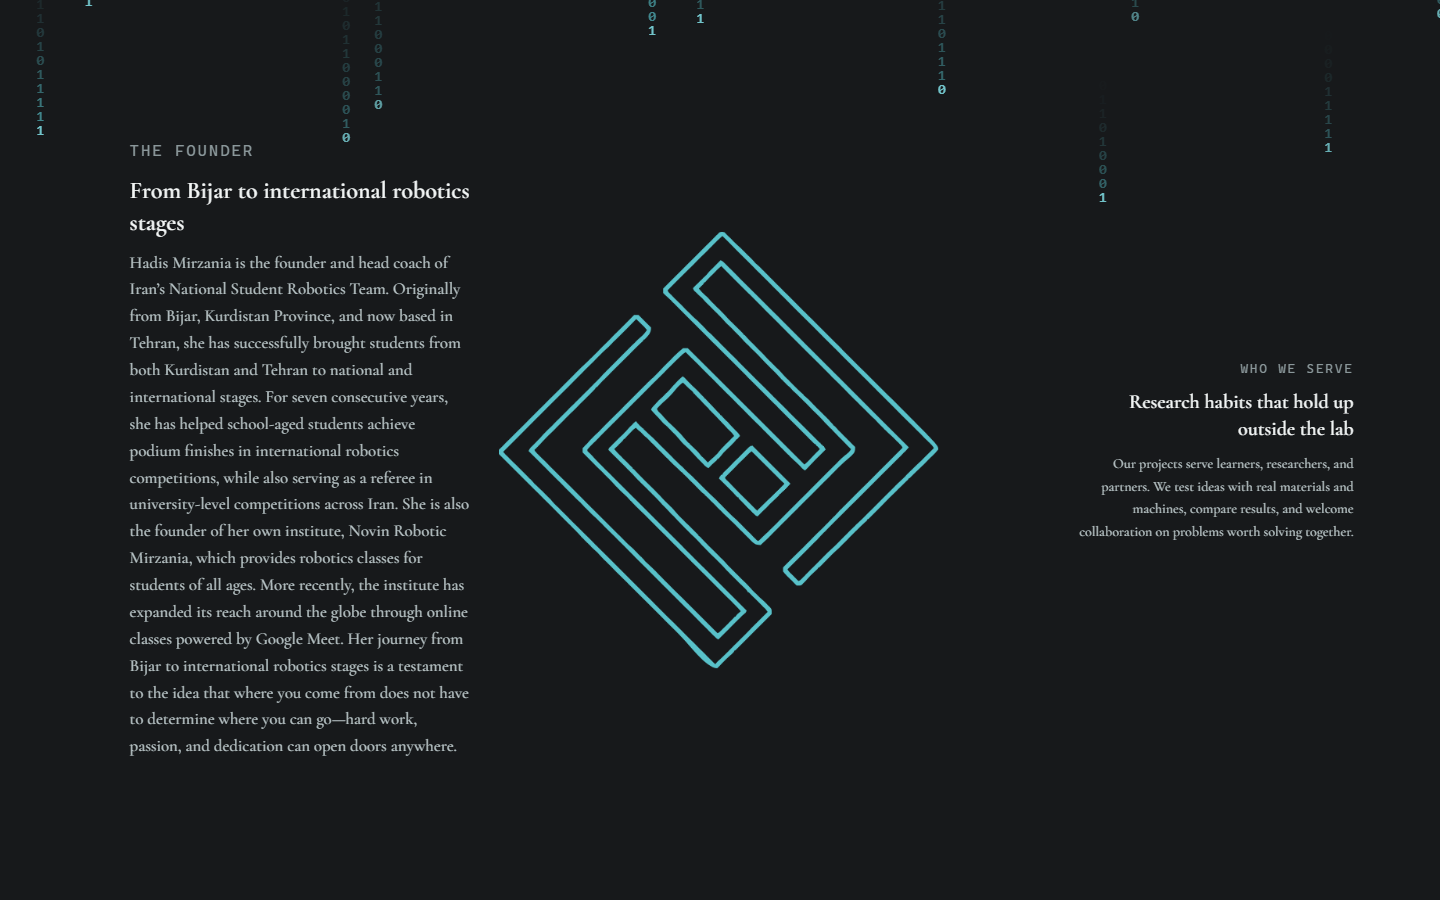 THE FOUNDER
From Bijar to international robotics
stages
Hadis Mirzania is the founder and head coach of
Iran’s National Student Robotics Team. Originally
from Bijar, Kurdistan Province, and now based in
Tehran, she has successfully brought students from
both Kurdistan and Tehran to national and
international stages. For seven consecutive years,
she has helped school-aged students achieve
podium finishes in international robotics
competitions, while also serving as a referee in
university-level competitions across Iran. She is also
the founder of her own institute, Novin Robotic
Mirzania, which provides robotics classes for
students of all ages. More recently, the institute has
expanded its reach around the globe through online
classes powered by Google Meet. Her journey from
Bijar to international robotics stages is a testament
to the idea that where you come from does not have
to determine where you can go—hard work,
passion, and dedication can open doors anywhere.
WHO WE SERVE
Research habits that hold up
outside the lab
Our projects serve learners, researchers, and
partners. We test ideas with real materials and
machines, compare results, and welcome
collaboration on problems worth solving together.